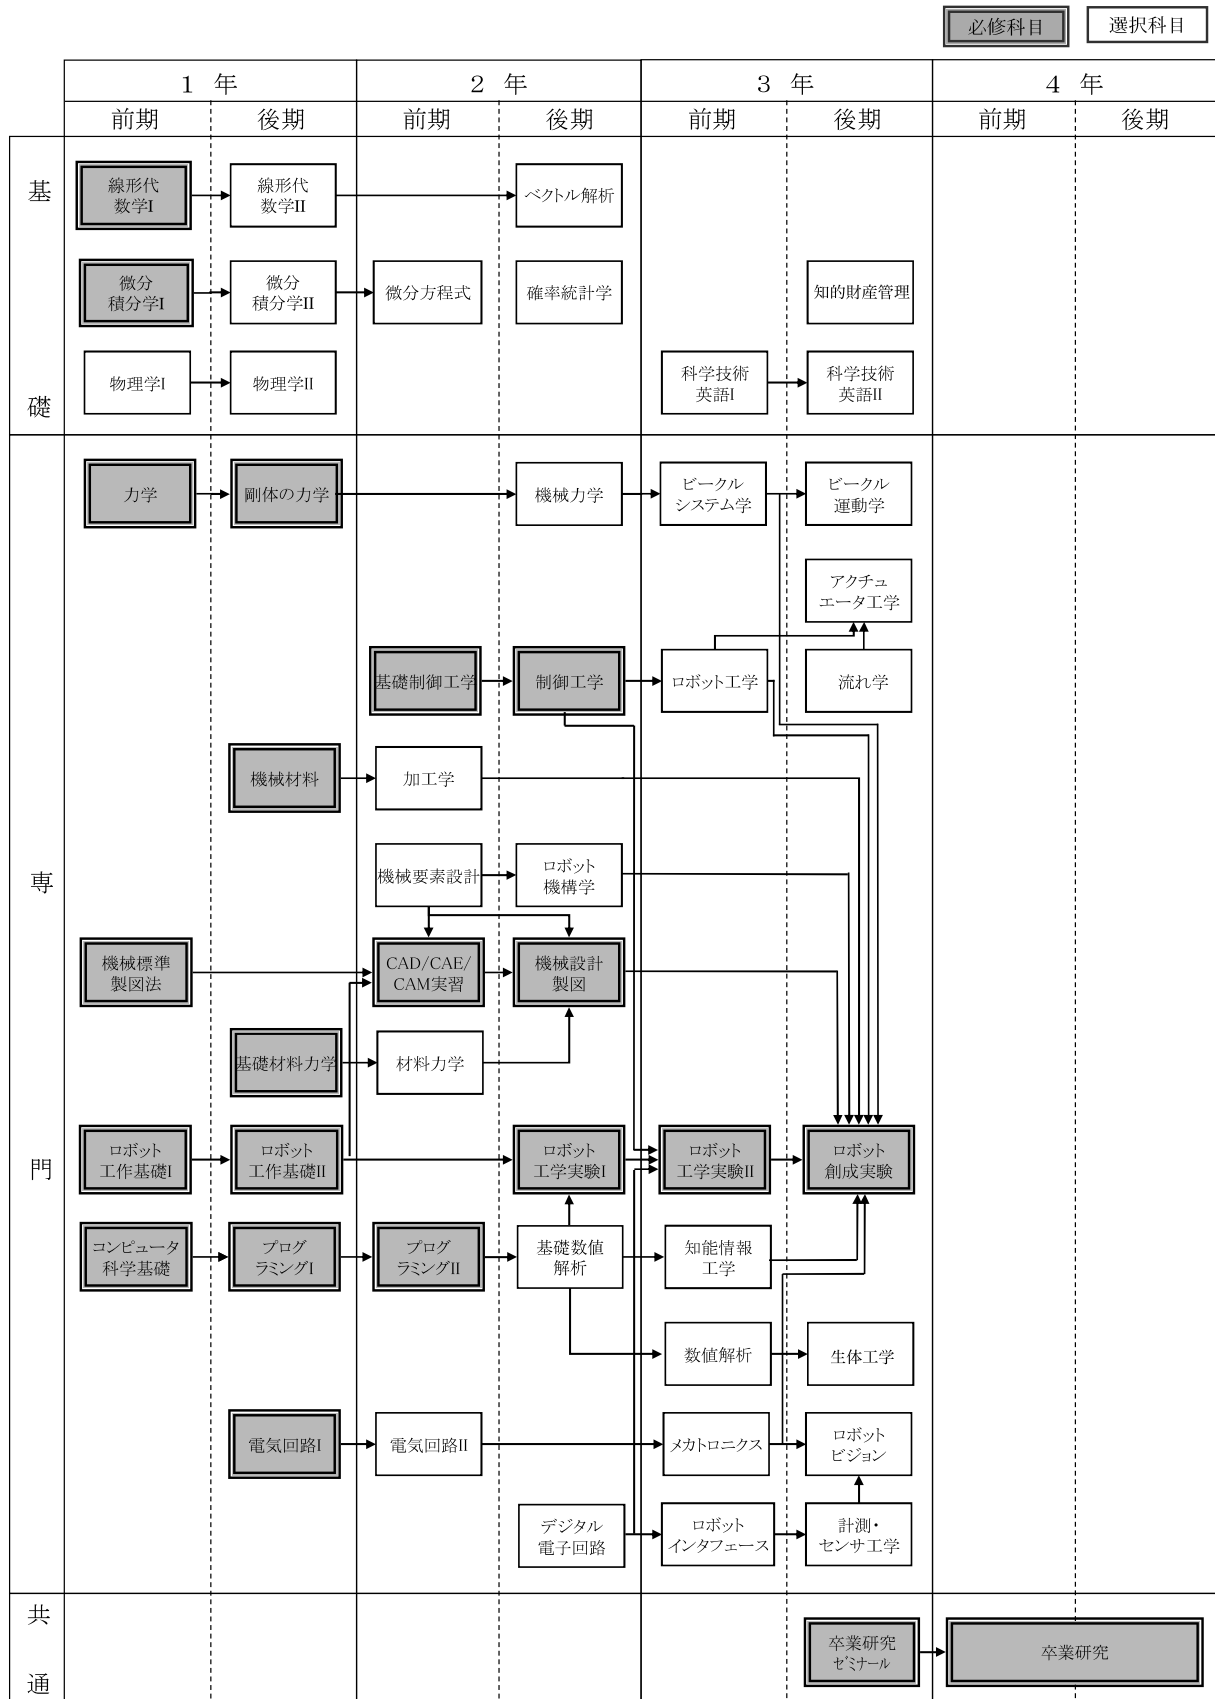 必修科目
選択科目
1 年
2 年
3 年
4 年
前期
後期
前期
後期
前期
後期
前期
後期
基
礎
線形代
数学I
線形代
数学II
ベクトル解析
微分
積分学I
微分
積分学II
微分方程式
確率統計学
知的財産管理
物理学I
物理学II
科学技術
英語I
科学技術
英語II
専
門
力学
剛体の力学
機械力学
ビークル
システム学
ビークル
運動学
アクチュ
エータ工学
基礎制御工学
制御工学
ロボット工学
流れ学
機械材料
加工学
機械要素設計
ロボット
機構学
機械標準
製図法
CAD/CAE/
CAM実習
機械設計
製図
基礎材料力学
材料力学
ロボット
工作基礎I
ロボット
工作基礎II
ロボット
工学実験I
ロボット
工学実験II
ロボット
創成実験
コンピュータ
科学基礎
プログ
ラミングI
プログ
ラミングII
基礎数値
解析
知能情報
工学
数値解析
生体工学
電気回路I
電気回路II
メカトロニクス
ロボット
ビジョン
デジタル
電子回路
ロボット
インタフェース
計測・
センサ工学
共
通
卒業研究
ゼミナール
卒業研究